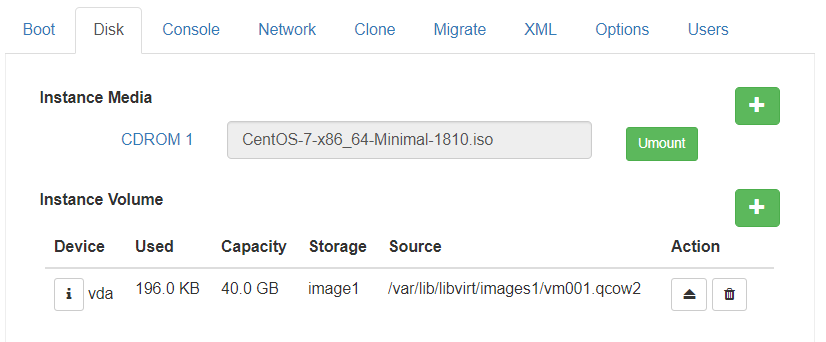 Boot Disk Console Network Clone Migrate XML Options Users
Instance Media
CDROM 1 CentOS-7-x86_64-Minimal-1810.iso Umount
Instance Volume
Device Used Capacity Storage Source Action
vda 196.0 KB 40.0 GB image1 /var/lib/libvirt/images1/vm001.qcow2